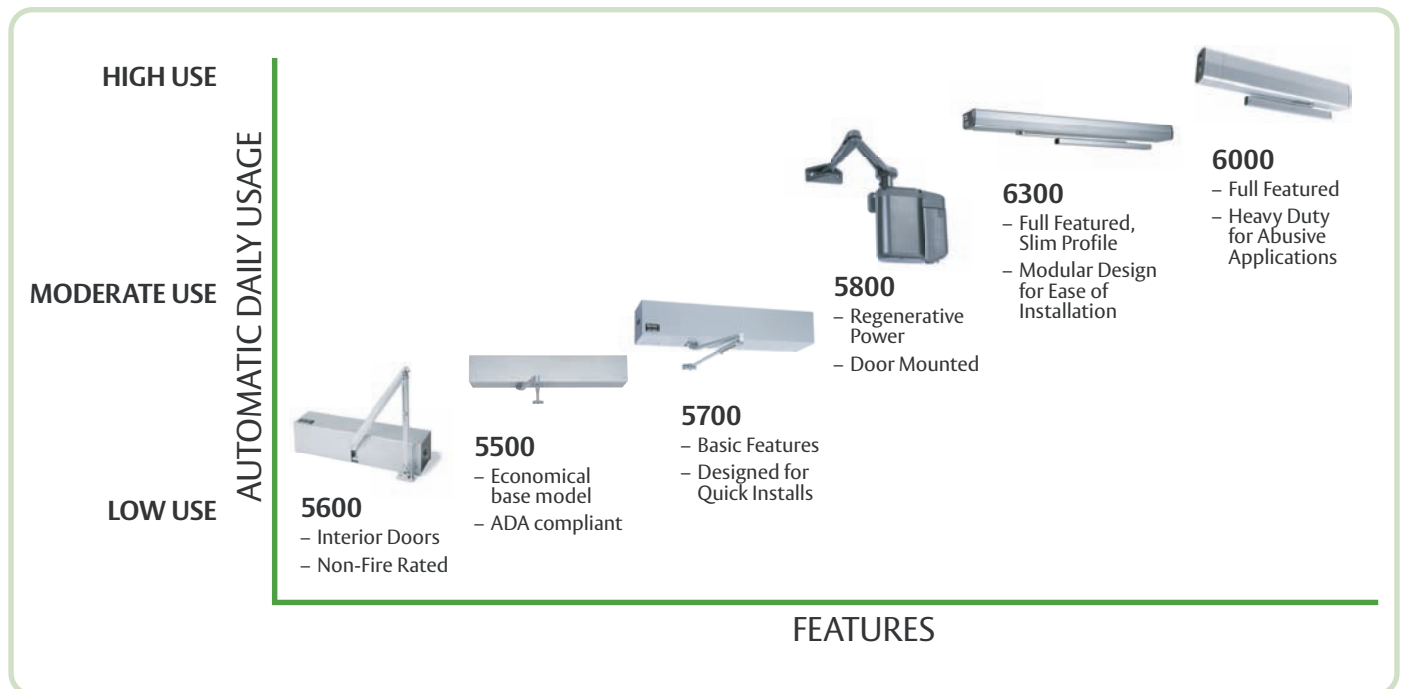 HIGH USE
MODERATE USE
LOW USE
AUTOMATIC DAILY USAGE
5600
– Interior Doors
– Non-Fire Rated
5500
– Economical
base model
– ADA compliant
5700
– Basic Features
– Designed for
Quick Installs
5800
– Regenerative
Power
– Door Mounted
6300
– Full Featured,
Slim Profile
– Modular Design
for Ease of
Installation
6000
– Full Featured
– Heavy Duty
for Abusive
Applications
FEATURES